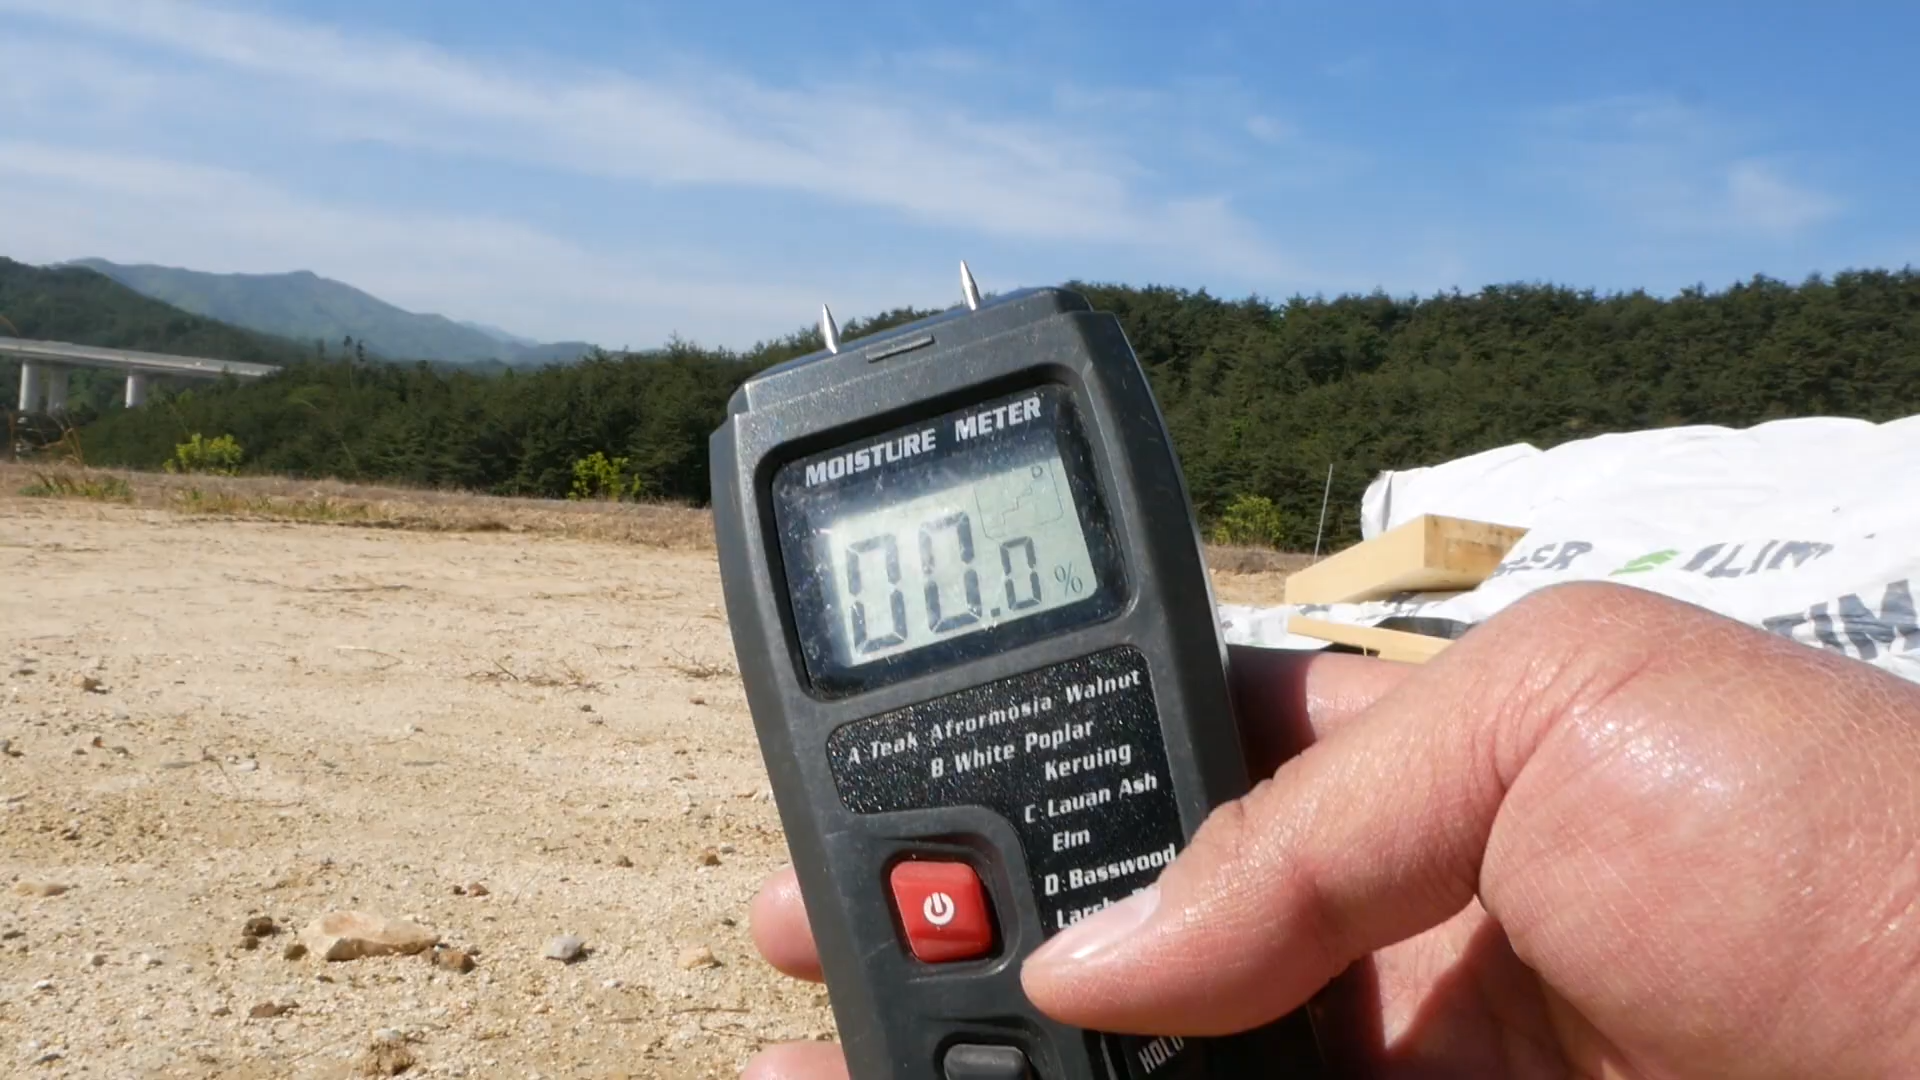 MOISTURE METER
00.0 %
A Teak Afrormosia Walnut
B White Poplar
Keruing
C: Lauan Ash
Elm
D: Basswood
HOLD